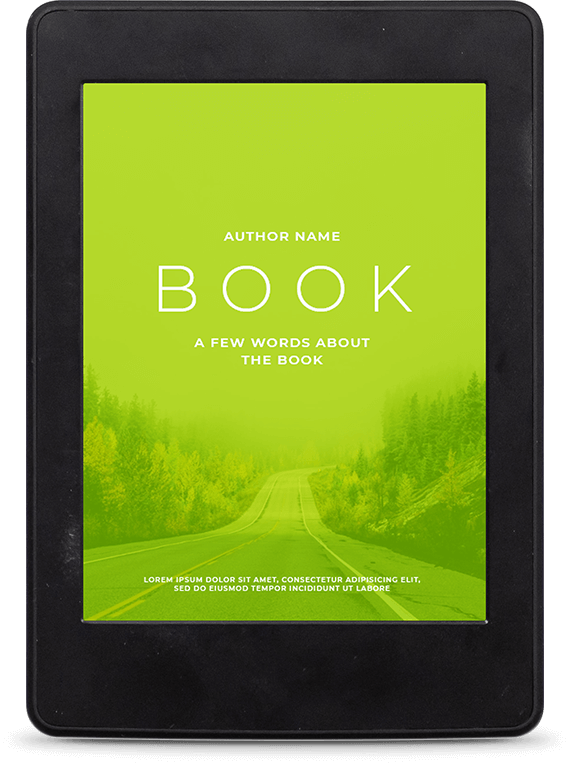 AUTHOR NAME
BOOK
A FEW WORDS ABOUT
THE BOOK
LOREM IPSUM DOLOR SIT AMET, CONSECTETUR ADIPISICING ELIT,
SED DO EIUSMOD TEMPOR INCIDIDUNT UT LABORE